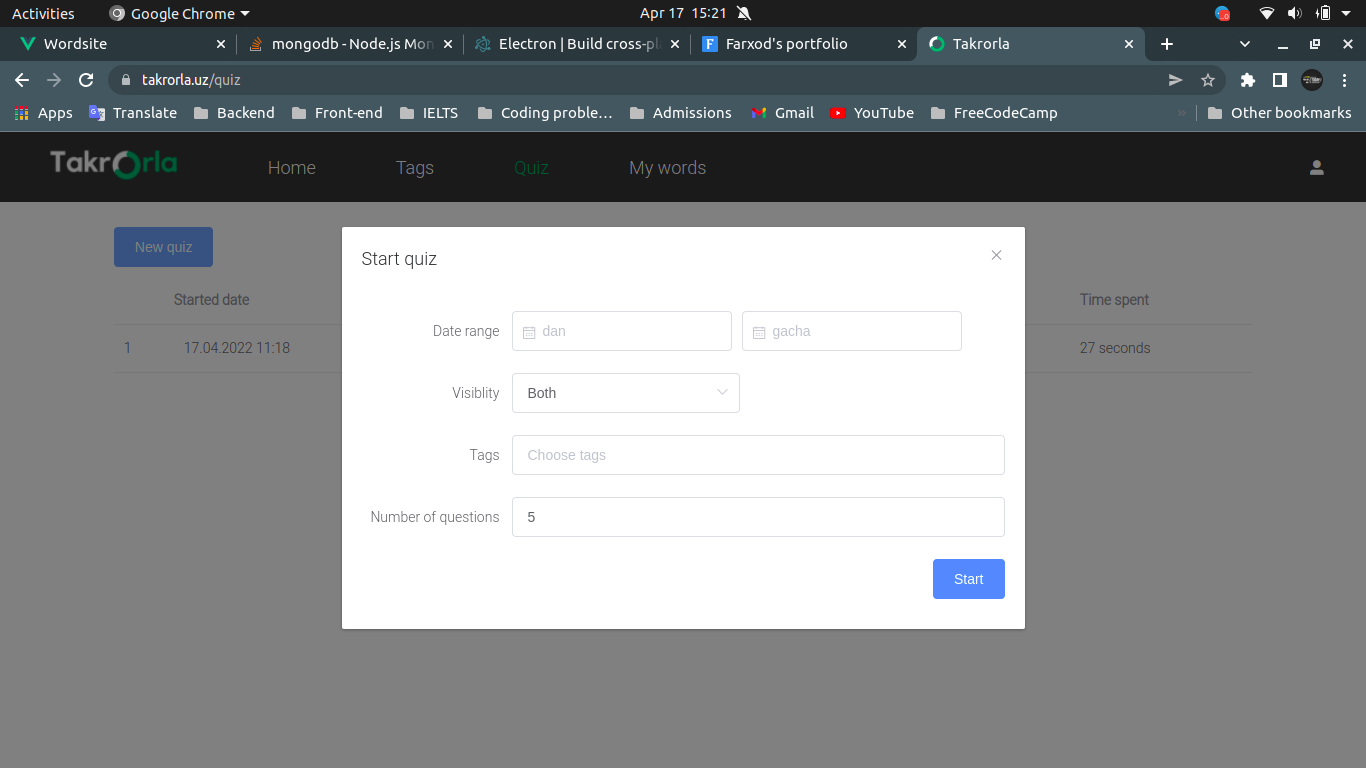 Activities Google Chrome Apr 17 15:21
Wordsite mongodb - Node.js Mon Electron | Build cross-pl Farxod's portfolio Takrorla
takrorla.uz/quiz
Apps Translate Backend Front-end IELTS Coding proble… Admissions Gmail YouTube FreeCodeCamp » Other bookmarks
Takrorla Home Tags Quiz My words
New quiz
Start quiz
Started date Time spent
Date range dan gacha
1 17.04.2022 11:18 27 seconds
Visiblity Both
Tags Choose tags
Number of questions 5
Start